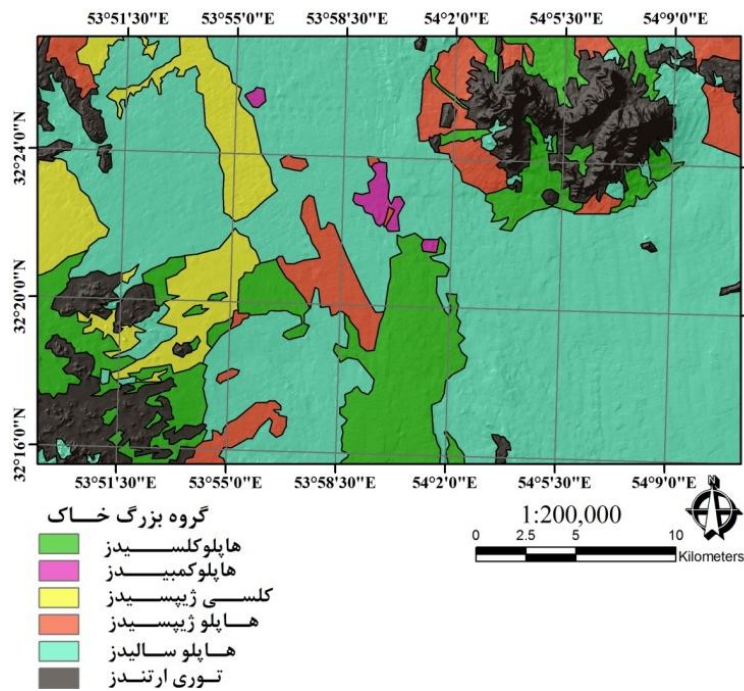 53°51'30"E 53°55'0"E 53°58'30"E 54°2'0"E 54°5'30"E 54°9'0"E
32°24'0"N
32°20'0"N
32°16'0"N
53°51'30"E 53°55'0"E 53°58'30"E 54°2'0"E 54°5'30"E 54°9'0"E
گروه بزرگ خاک
هاپلوکلسیدز
هاپلوکمبیدز
کلسی ژیپسیدز
هاپلو ژیپسیدز
هاپلو سالیدز
توری ارتندز
N
1:200,000
0 2.5 5 10
Kilometers